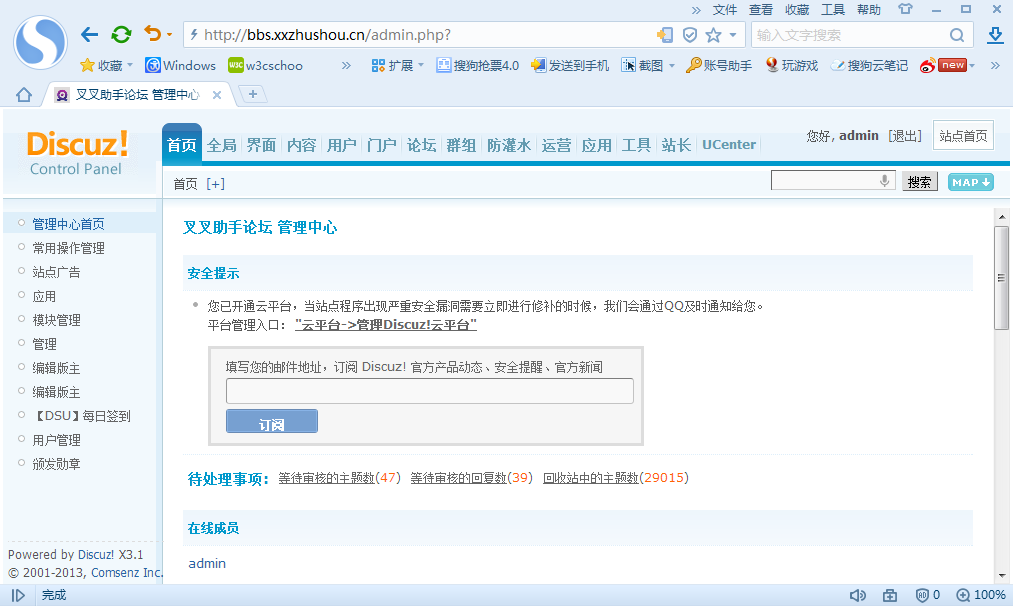 » 文件 查看 收藏 工具 帮助
http://bbs.xxzhushou.cn/admin.php? 输入文字搜索
收藏 Windows W3C w3cschoo » 扩展 搜狗抢票4.0 发送到手机 截图 账号助手 玩游戏 搜狗云笔记 new »
叉叉助手论坛 管理中心
Discuz!
Control Panel
首页 全局 界面 内容 用户 门户 论坛 群组 防灌水 运营 应用 工具 站长 UCenter
您好, admin [退出] 站点首页
首页 [+] 搜索 MAP
管理中心首页
常用操作管理
站点广告
应用
模块管理
管理
编辑版主
编辑版主
【DSU】每日签到
用户管理
颁发勋章
Powered by Discuz! X3.1
© 2001-2013, Comsenz Inc.
叉叉助手论坛 管理中心
安全提示
您已开通云平台，当站点程序出现严重安全漏洞需要立即进行修补的时候，我们会通过QQ及时通知给您。
平台管理入口： "云平台->管理Discuz!云平台"
填写您的邮件地址，订阅 Discuz! 官方产品动态、安全提醒、官方新闻
订阅
待处理事项： 等待审核的主题数(47) 等待审核的回复数(39) 回收站中的主题数(29015)
在线成员
admin
完成 AD 0 100%